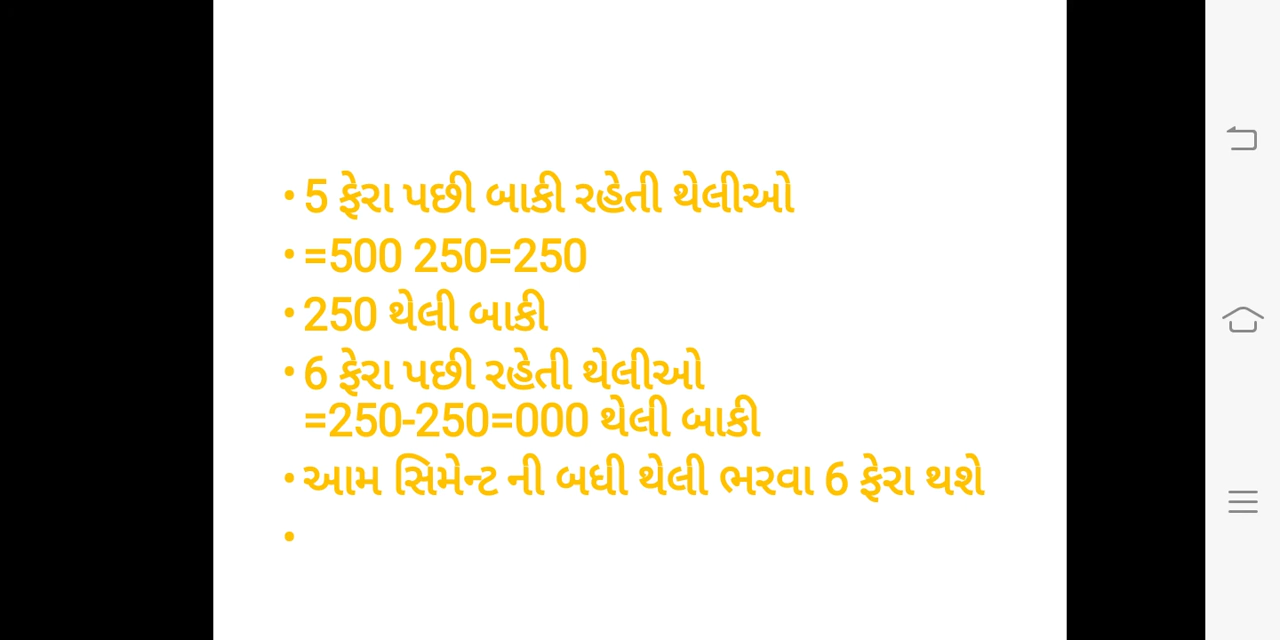 • 5 ફેરા પછી બાકી રહેતી થેલીઓ
• =500 250=250
• 250 થેલી બાકી
• 6 ફેરા પછી રહેતી થેલીઓ
=250-250=000 થેલી બાકી
• આમ સિમેન્ટ ની બધી થેલી ભરવા 6 ફેરા થશે
•